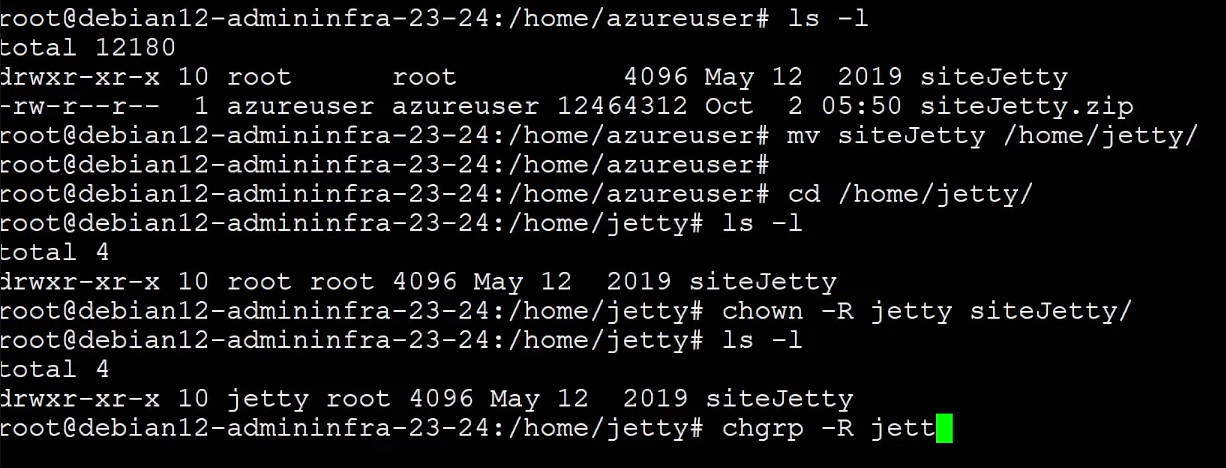 root@debian12-admininfra-23-24:/home/azureuser# ls -l
total 12180
drwxr-xr-x 10 root      root          4096 May 12  2019 siteJetty
-rw-r--r--  1 azureuser azureuser 12464312 Oct  2 05:50 siteJetty.zip
root@debian12-admininfra-23-24:/home/azureuser# mv siteJetty /home/jetty/
root@debian12-admininfra-23-24:/home/azureuser#
root@debian12-admininfra-23-24:/home/azureuser# cd /home/jetty/
root@debian12-admininfra-23-24:/home/jetty# ls -l
total 4
drwxr-xr-x 10 root root 4096 May 12  2019 siteJetty
root@debian12-admininfra-23-24:/home/jetty# chown -R jetty siteJetty/
root@debian12-admininfra-23-24:/home/jetty# ls -l
total 4
drwxr-xr-x 10 jetty root 4096 May 12  2019 siteJetty
root@debian12-admininfra-23-24:/home/jetty# chgrp -R jett